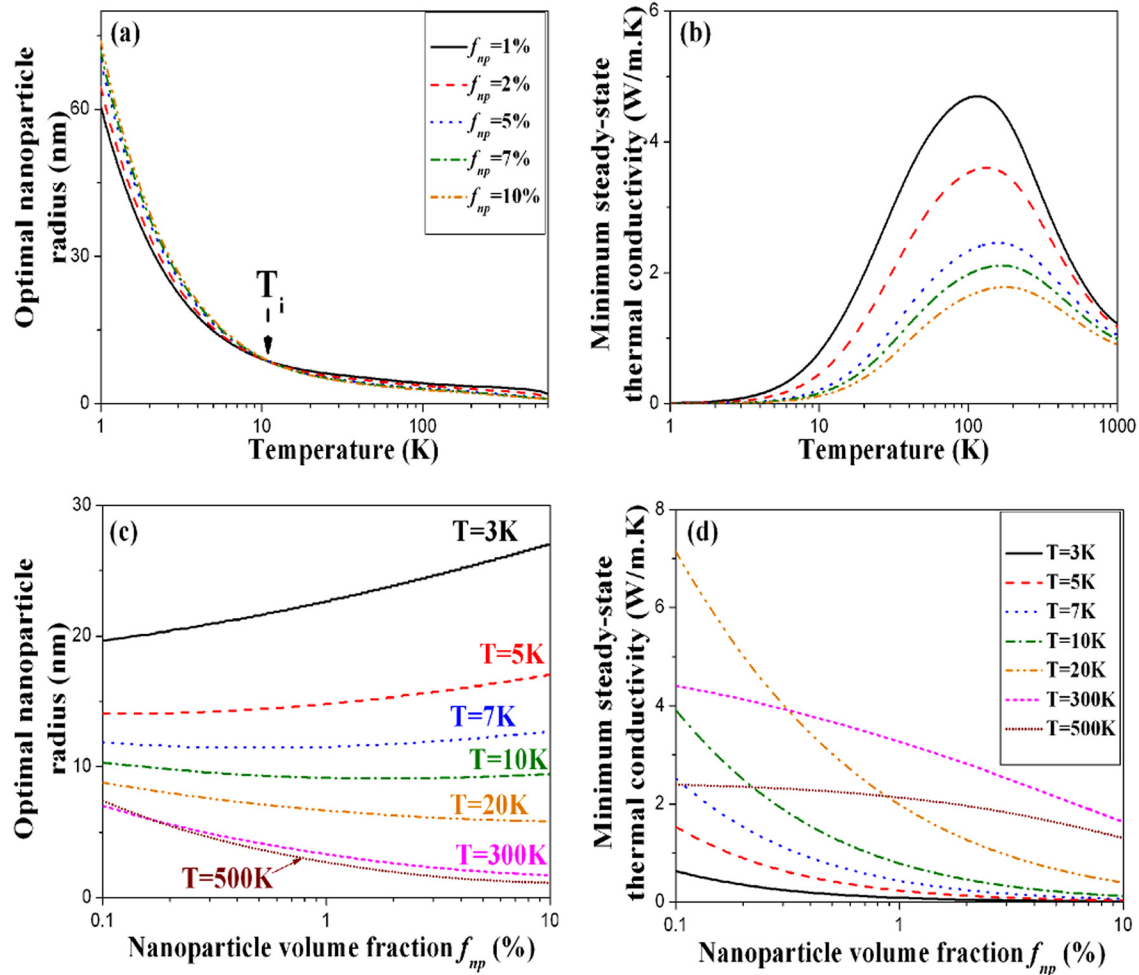 (a)
f_np=1%
f_np=2%
f_np=5%
f_np=7%
f_np=10%
T_i
60
30
0
1
10
100
Temperature (K)
Optimal nanoparticle
radius (nm)
(b)
6
4
2
0
1
10
100
1000
Temperature (K)
Minimum steady-state
thermal conductivity (W/m.K)
(c)
T=3K
T=5K
T=7K
T=10K
T=20K
T=300K
T=500K
30
20
10
0
0.1
1
10
Nanoparticle volume fraction f_np (%)
Optimal nanoparticle
radius (nm)
(d)
T=3K
T=5K
T=7K
T=10K
T=20K
T=300K
T=500K
8
6
4
2
0
0.1
1
10
Nanoparticle volume fraction f_np (%)
Minimum steady-state
thermal conductivity (W/m.K)